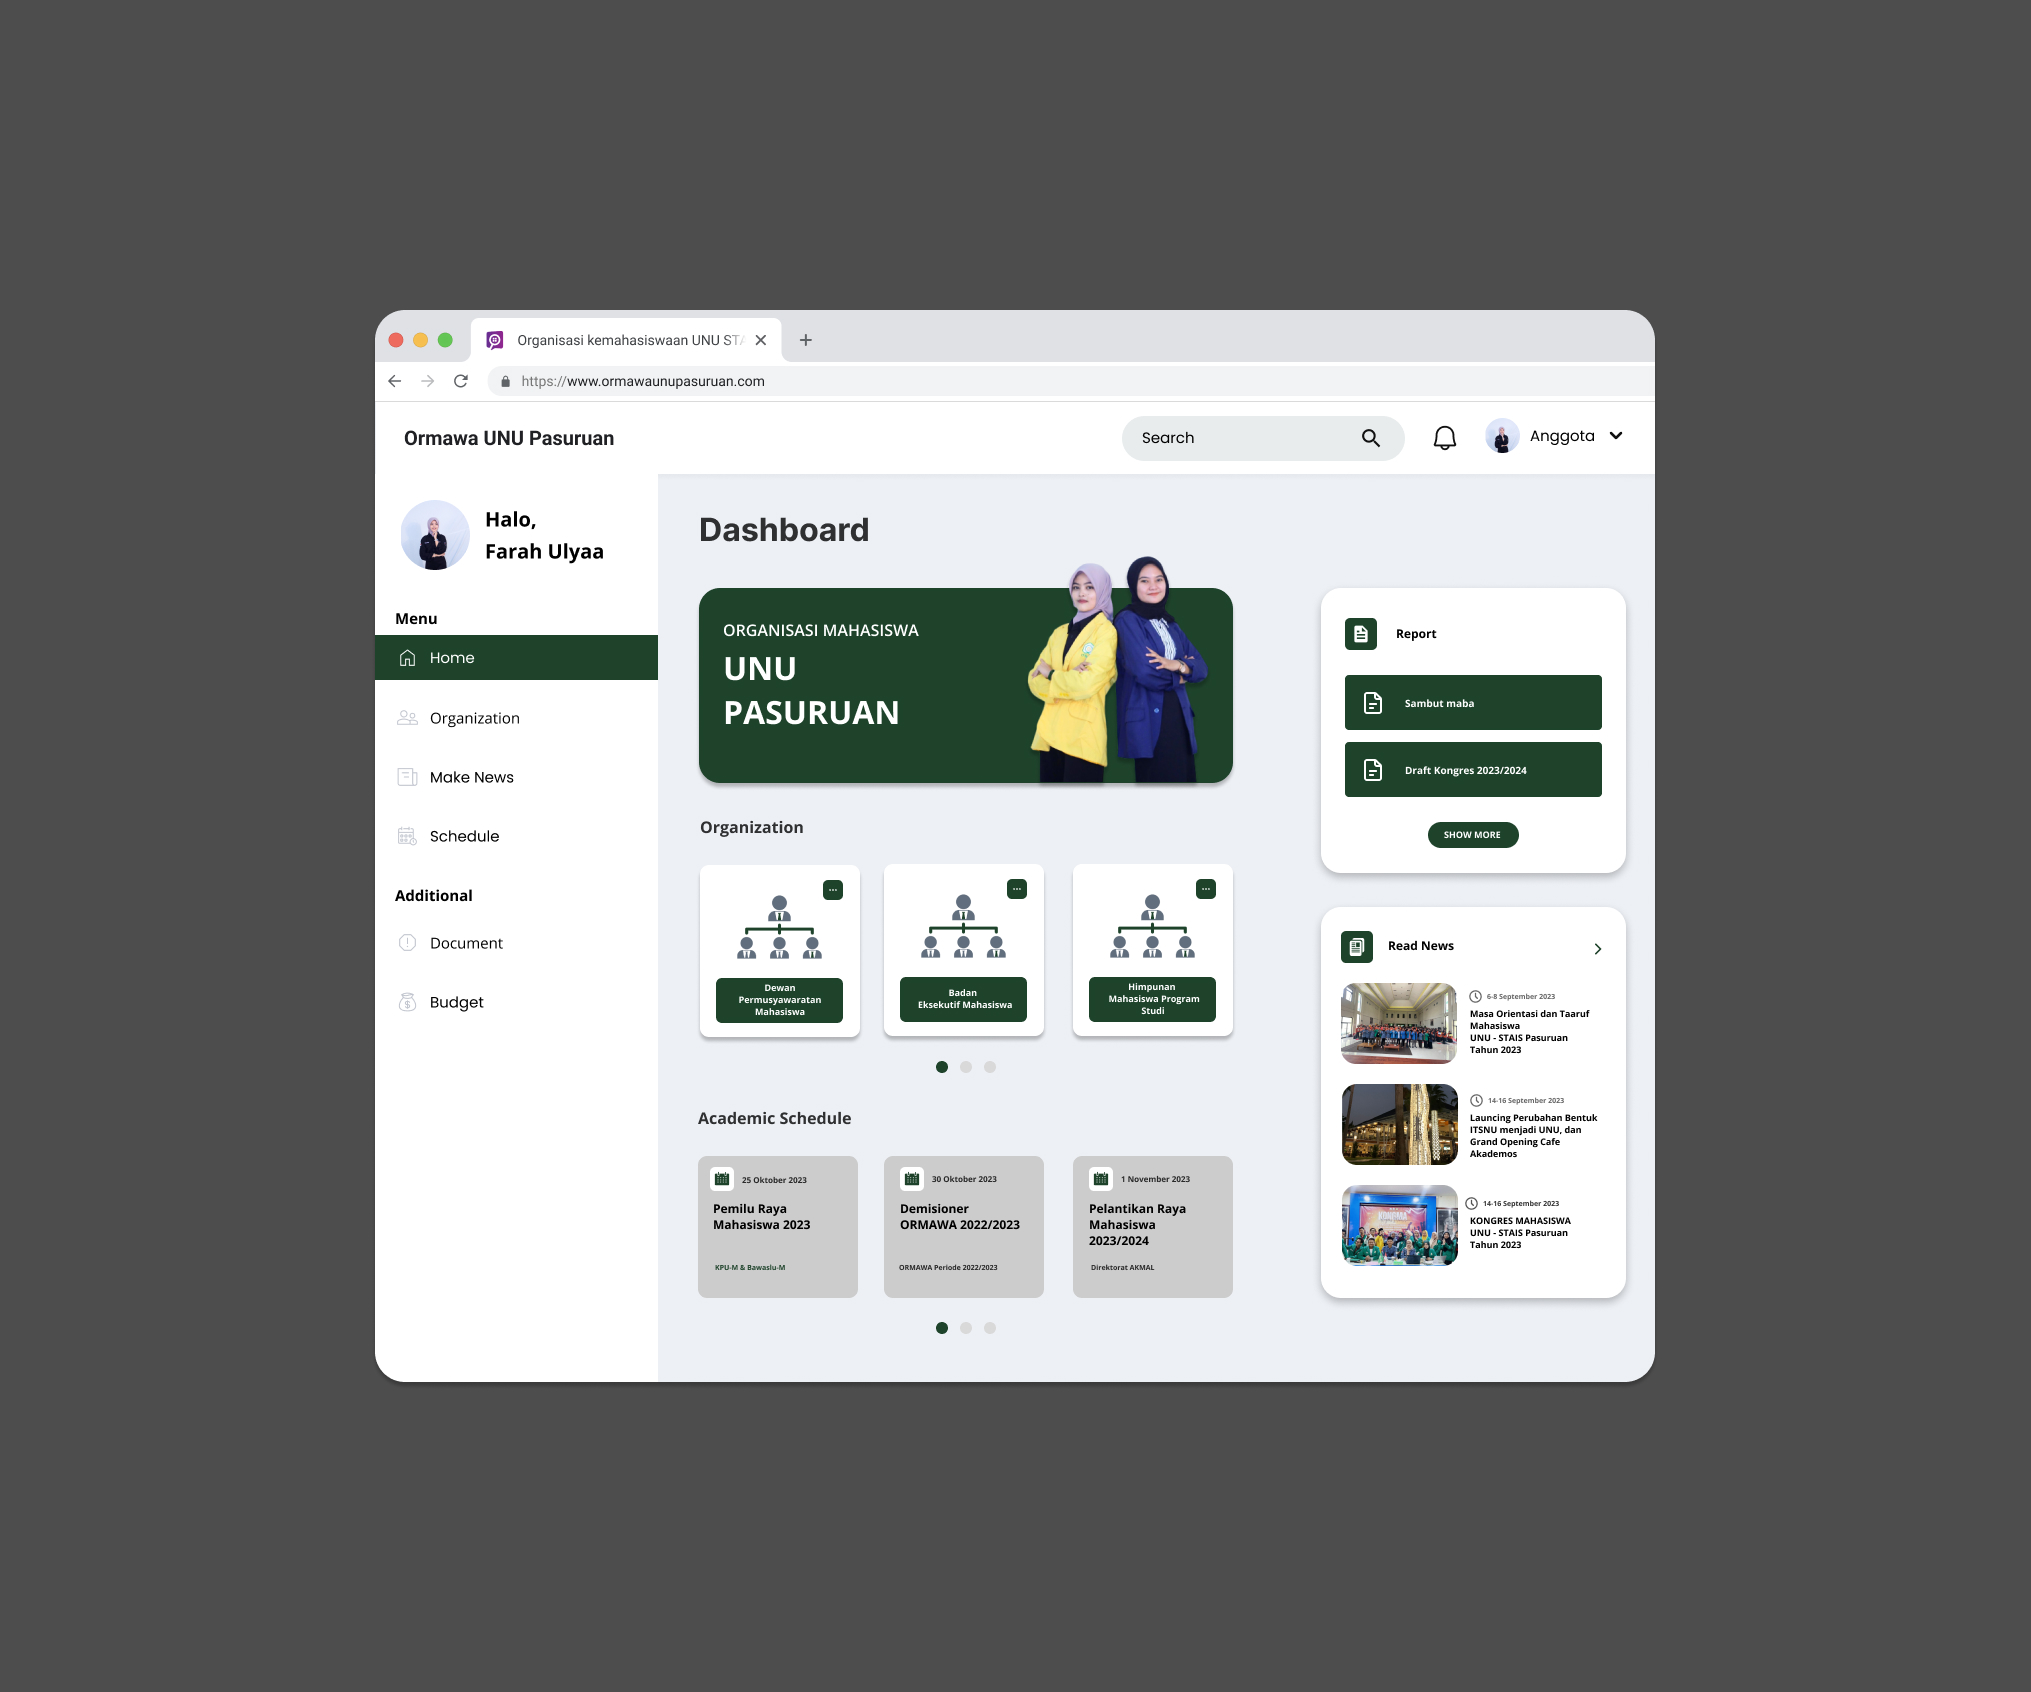 Organisasi kemahasiswaan UNU STA
https://www.ormawaunupasuruan.com
Ormawa UNU Pasuruan
Search
Anggota
Halo,
Farah Ulyaa
Menu
Home
Organization
Make News
Schedule
Additional
Document
Budget
Dashboard
ORGANISASI MAHASISWA
UNU
PASURUAN
Organization
Dewan
Permusyawaratan
Mahasiswa
Badan
Eksekutif Mahasiswa
Himpunan
Mahasiswa Program
Studi
Academic Schedule
25 Oktober 2023
Pemilu Raya
Mahasiswa 2023
KPU-M & Bawaslu-M
30 Oktober 2023
Demisioner
ORMAWA 2022/2023
ORMAWA Periode 2022/2023
1 November 2023
Pelantikan Raya
Mahasiswa
2023/2024
Direktorat AKMAL
Report
Sambut maba
Draft Kongres 2023/2024
SHOW MORE
Read News
6-8 September 2023
Masa Orientasi dan Taaruf
Mahasiswa
UNU - STAIS Pasuruan
Tahun 2023
14-16 September 2023
Launcing Perubahan Bentuk
ITSNU menjadi UNU, dan
Grand Opening Cafe
Akademos
14-16 September 2023
KONGRES MAHASISWA
UNU - STAIS Pasuruan
Tahun 2023